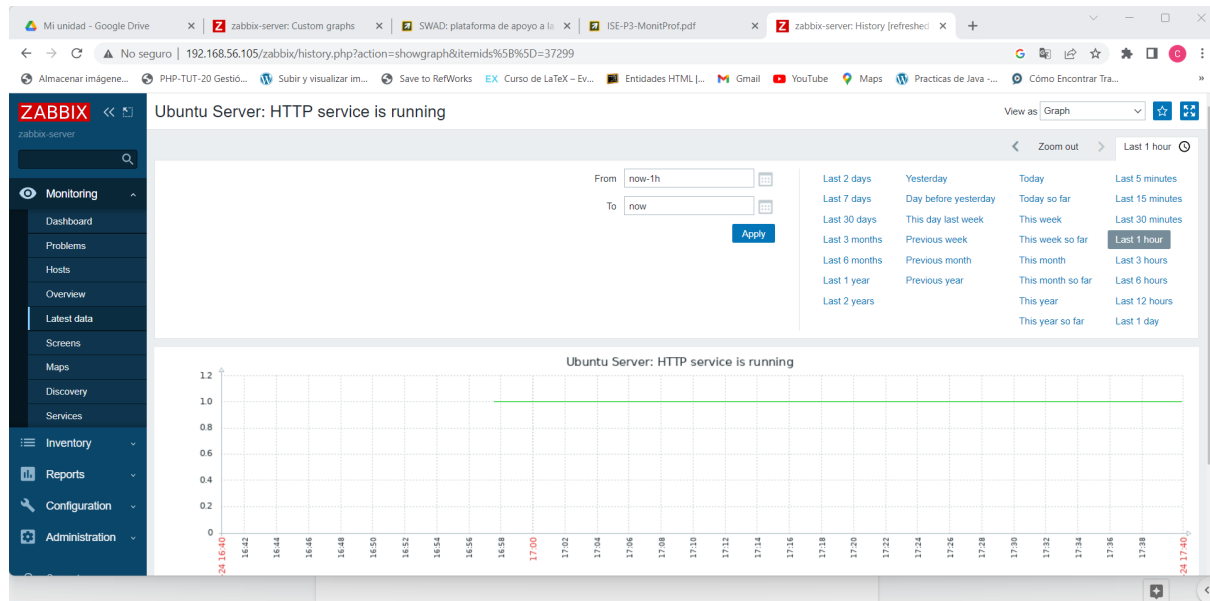 Mi unidad - Google Drive
zabbix-server: Custom graphs
SWAD: plataforma de apoyo a la
ISE-P3-MonitProf.pdf
zabbix-server: History [refreshed
No seguro | 192.168.56.105/zabbix/history.php?action=showgraph&itemids%5B%5D=37299
Almacenar imágene...
PHP-TUT-20 Gestió...
Subir y visualizar im...
Save to RefWorks
EX Curso de LaTeX – Ev...
Entidades HTML |...
Gmail
YouTube
Maps
Practicas de Java -...
Cómo Encontrar Tra...
»
ZABBIX
zabbix-server
Monitoring
Dashboard
Problems
Hosts
Overview
Latest data
Screens
Maps
Discovery
Services
Inventory
Reports
Configuration
Administration
Ubuntu Server: HTTP service is running
View as Graph
Zoom out
Last 1 hour
From now-1h
To now
Apply
Last 2 days Yesterday Today Last 5 minutes
Last 7 days Day before yesterday Today so far Last 15 minutes
Last 30 days This day last week This week Last 30 minutes
Last 3 months Previous week This week so far Last 1 hour
Last 6 months Previous month This month Last 3 hours
Last 1 year Previous year This month so far Last 6 hours
Last 2 years This year Last 12 hours
This year so far Last 1 day
Ubuntu Server: HTTP service is running
1.2
1.0
0.8
0.6
0.4
0.2
0
-24 16:40
16:42
16:44
16:46
16:48
16:50
16:52
16:54
16:56
16:58
17:00
17:02
17:04
17:06
17:08
17:10
17:12
17:14
17:16
17:18
17:20
17:22
17:24
17:26
17:28
17:30
17:32
17:34
17:36
17:38
-24 17:40